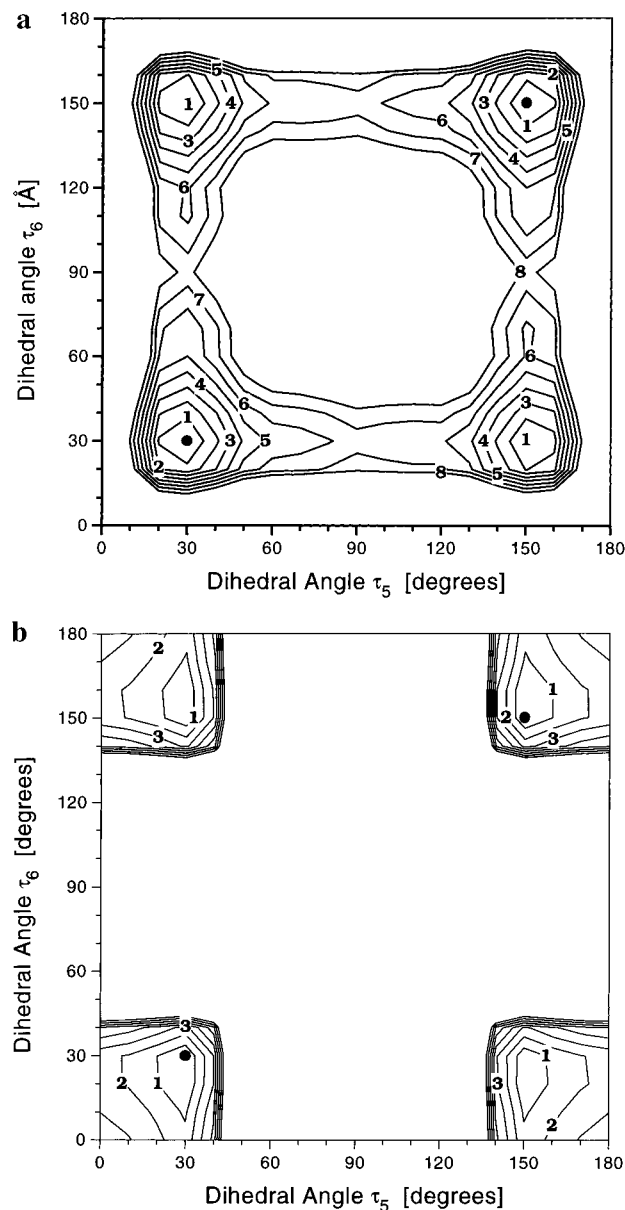 a
180
5 2
150 1 4 3 1
6 5
3 4
7
120 6
Dihedral angle τ₆ [Å]
90 8
7
60 6
4 6 3
1
30 3 5 4 1
2 8 5
0
0 30 60 90 120 150 180
Dihedral Angle τ₅ [degrees]
b
180
2
1
150 1 2
3
120
Dihedral Angle τ₆ [degrees]
90
60
3
30 1
2 1 3
2
0
0 30 60 90 120 150 180
Dihedral Angle τ₅ [degrees]